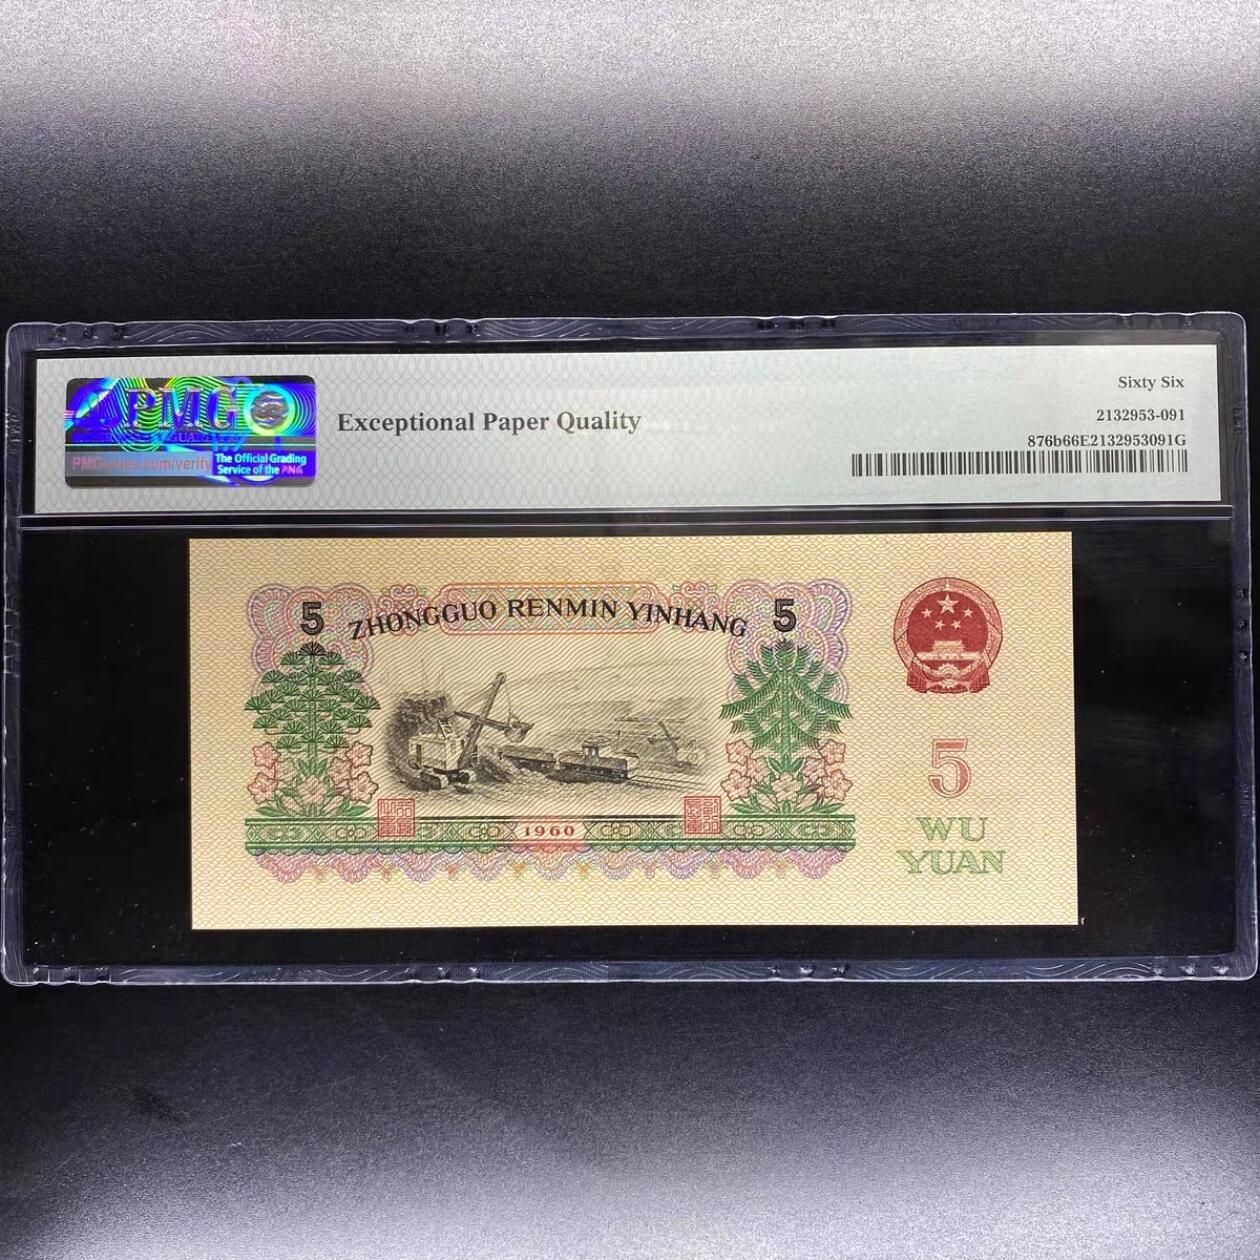 PMG
PMGnotes.com/verify
The Official Grading
Service of the PNG
Exceptional Paper Quality
Sixty Six
2132953-091
876b66E2132953091G
5 ZHONGGUO RENMIN YINHANG 5
5
WU
YUAN
1960